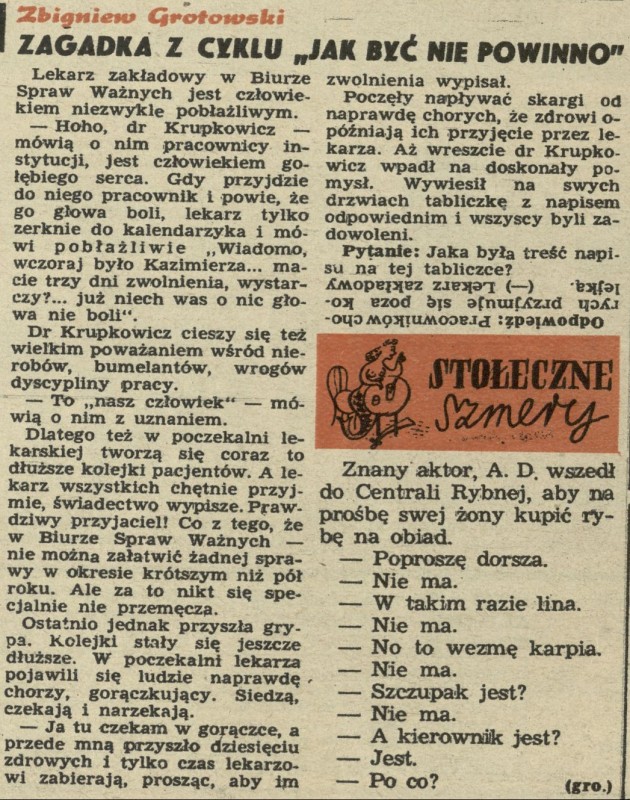 Zbigniew Grotowski
ZAGADKA Z CYKLU „JAK BYĆ NIE POWINNO”
Lekarz zakładowy w Biurze
Spraw Ważnych jest człowie-
kiem niezwykle pobłażliwym.
— Hoho, dr Krupkowicz —
mówią o nim pracownicy in-
stytucji, jest człowiekiem go-
łębiego serca. Gdy przyjdzie
do niego pracownik i powie, że
go głowa boli, lekarz tylko
zerknie do kalendarzyka i mó-
wi pobłażliwie „Wiadomo,
wczoraj było Kazimierza... ma-
cie trzy dni zwolnienia, wystar-
czy?... już niech was o nic gło-
wa nie boli“.
Dr Krupkowicz cieszy się też
wielkim poważaniem wśród nie-
robów, bumelantów, wrogów
dyscypliny pracy.
— To „nasz człowiek“ — mó-
wią o nim z uznaniem.
Dlatego też w poczekalni le-
karskiej tworzą się coraz to
dłuższe kolejki pacjentów. A le-
karz wszystkich chętnie przyj-
mie, świadectwo wypisze. Praw-
dziwy przyjaciel! Co z tego, że
w Biurze Spraw Ważnych —
nie można załatwić żadnej spra-
wy w okresie krótszym niż pół
roku. Ale za to nikt się spe-
cjalnie nie przemęcza.
Ostatnio jednak przyszła gry-
pa. Kolejki stały się jeszcze
dłuższe. W poczekalni lekarza
pojawili się ludzie naprawdę
chorzy, gorączkujący. Siedzą,
czekają i narzekają.
— Ja tu czekam w gorączce, a
przede mną przyszło dziesięciu
zdrowych i tylko czas lekarzo-
wi zabierają, prosząc, aby im
zwolnienia wypisał.
Poczęły napływać skargi od
naprawdę chorych, że zdrowi o-
późniają ich przyjęcie przez le-
karza. Aż wreszcie dr Krupko-
wicz wpadł na doskonały po-
mysł. Wywiesił na swych
drzwiach tabliczkę z napisem
odpowiednim i wszyscy byli za-
dowoleni.
Pytanie: Jaka była treść napi-
su na tej tabliczce?
Odpowiedź: Pracowników cho-
rych przyjmuje się poza ko-
lejką. (—) Lekarz zakładowy
STOŁECZNE
Szmery
Znany aktor, A. D. wszedł
do Centrali Rybnej, aby na
prośbę swej żony kupić ry-
bę na obiad.
— Poproszę dorsza.
— Nie ma.
— W takim razie lina.
— Nie ma.
— No to wezmę karpia.
— Nie ma.
— Szczupak jest?
— Nie ma.
— A kierownik jest?
— Jest.
— Po co?
(gro.)